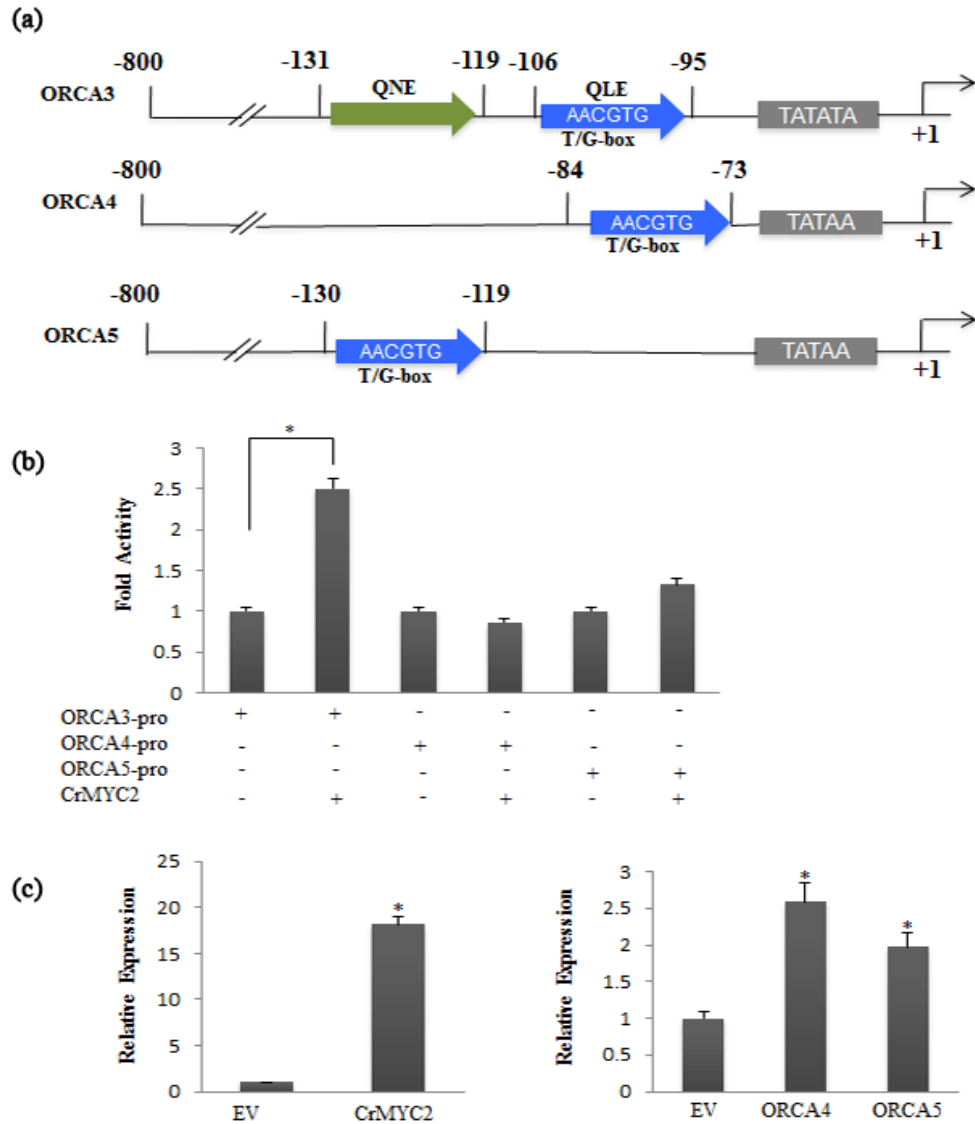 (a)
-800 -131 -119 -106 -95
QNE QLE
ORCA3 AACGTG TATATA
T/G-box +1
-800 -84 -73
ORCA4 AACGTG TATAA
T/G-box +1
-800 -130 -119
ORCA5 AACGTG TATAA
T/G-box +1
(b)
Fold Activity
3
2.5
2
1.5
1
0.5
0
*
ORCA3-pro + + - - - -
ORCA4-pro - - + + - -
ORCA5-pro - - - - + +
CrMYC2 - + - + - +
(c)
Relative Expression
25
20
15
10
5
0
*
EV CrMYC2
Relative Expression
3
2.5
2
1.5
1
0.5
0
* *
EV ORCA4 ORCA5